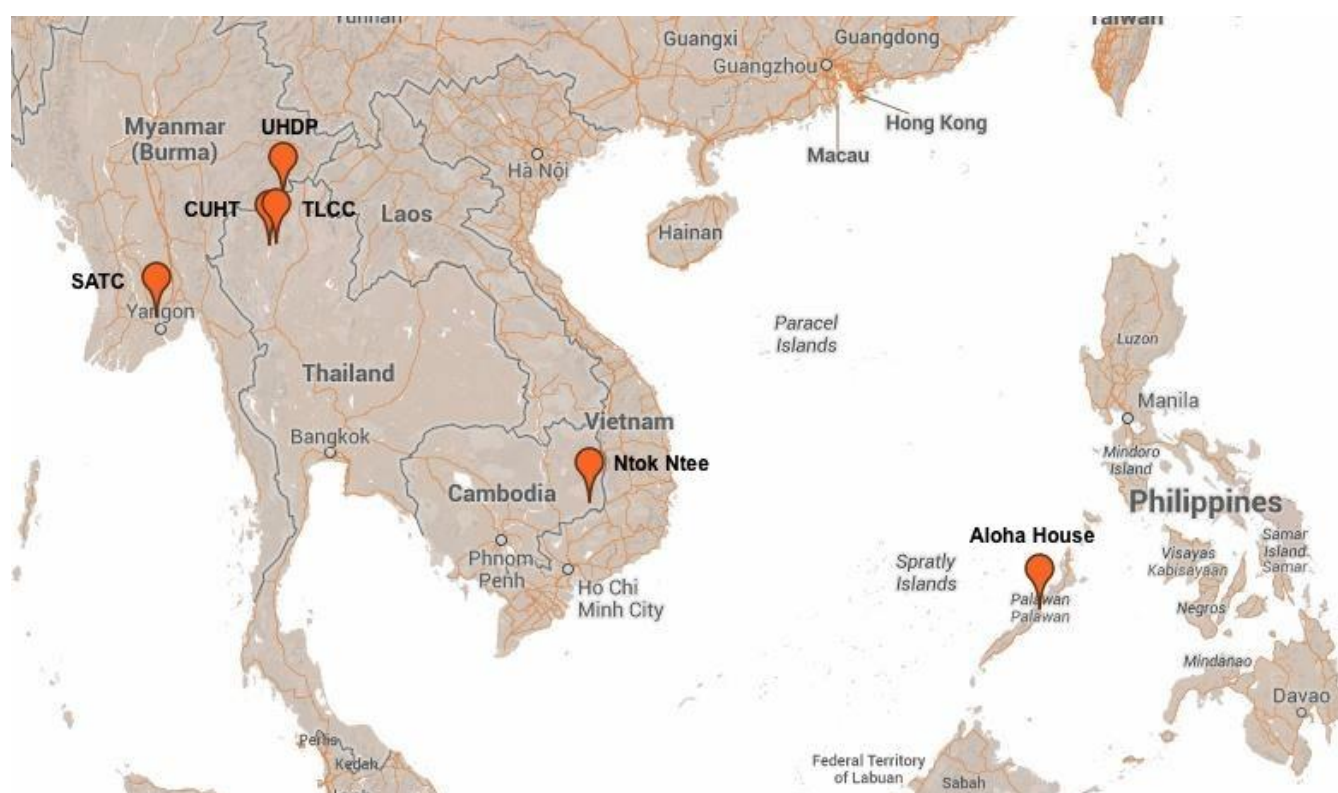 Yunnan
Taiwan
Guangxi
Guangdong
Guangzhou
Hong Kong
Macau
Myanmar
(Burma)
UHDP
Hà Nội
CUHT
TLCC
Laos
Hainan
SATC
Yangon
Paracel
Islands
Luzon
Thailand
Manila
Vietnam
Bangkok
Mindoro
Island
Ntok Ntee
Cambodia
Philippines
Aloha House
Phnom
Penh
Spratly
Islands
Samar
Island
Samar
Visayas
Kabisayaan
Ho Chi
Minh City
Palawan
Palawan
Negros
Mindanao
Davao
Perlis
Kedah
Federal Territory
of Labuan
Sabah